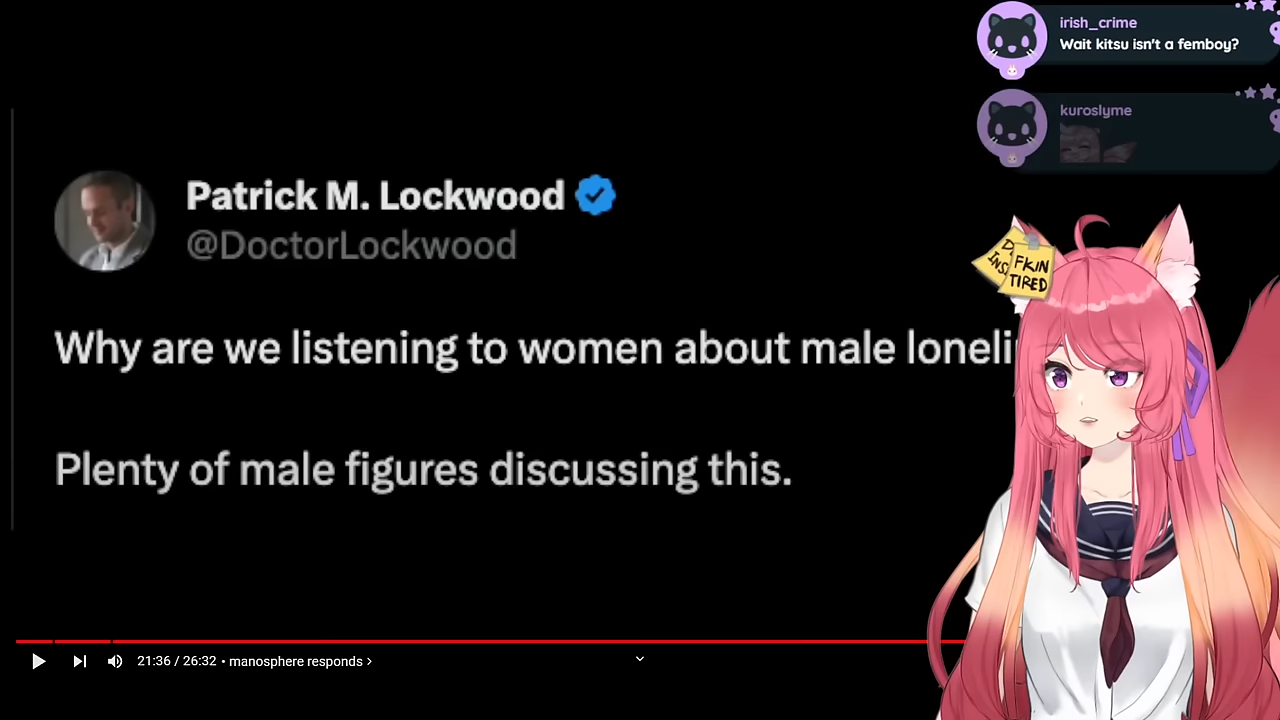 irish_crime
Wait kitsu isn't a femboy?
kuroslyme
Patrick M. Lockwood
@DoctorLockwood
FKIN
TIRED
Why are we listening to women about male
Plenty of male figures discussing this.
21:36 / 26:32 • manosphere responds ›